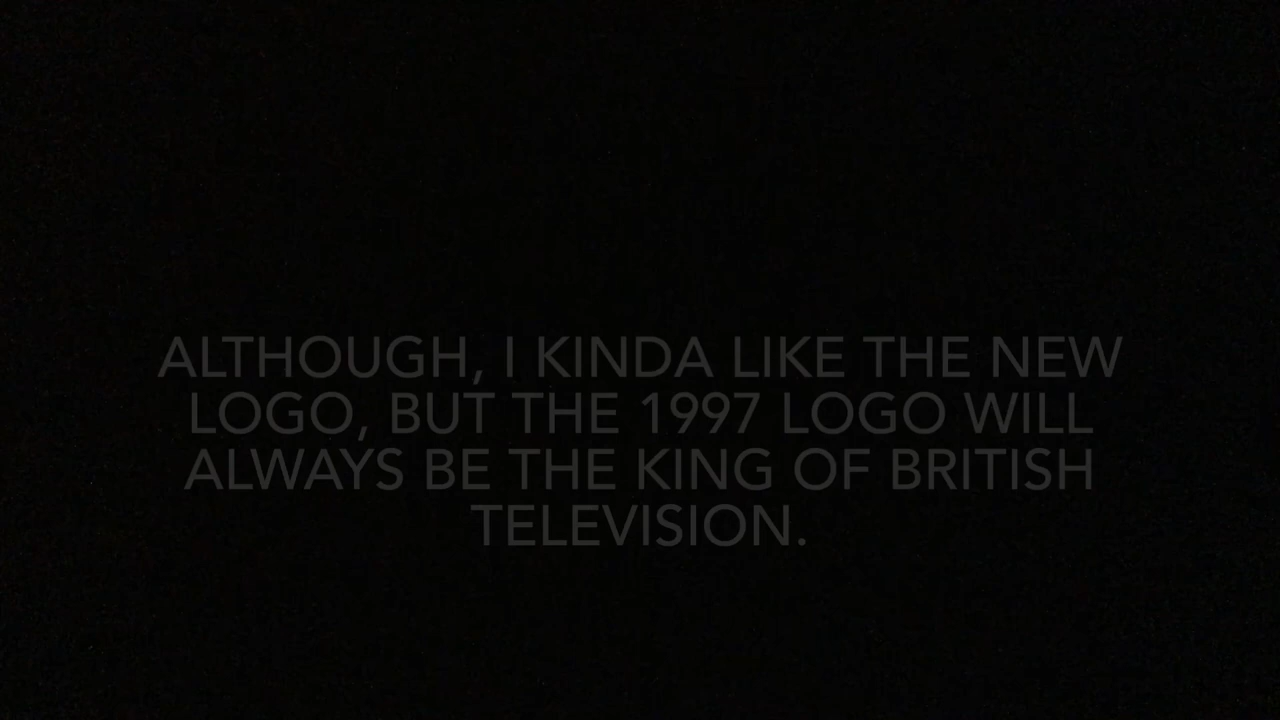 ALTHOUGH, I KINDA LIKE THE NEW
LOGO, BUT THE 1997 LOGO WILL
ALWAYS BE THE KING OF BRITISH
TELEVISION.